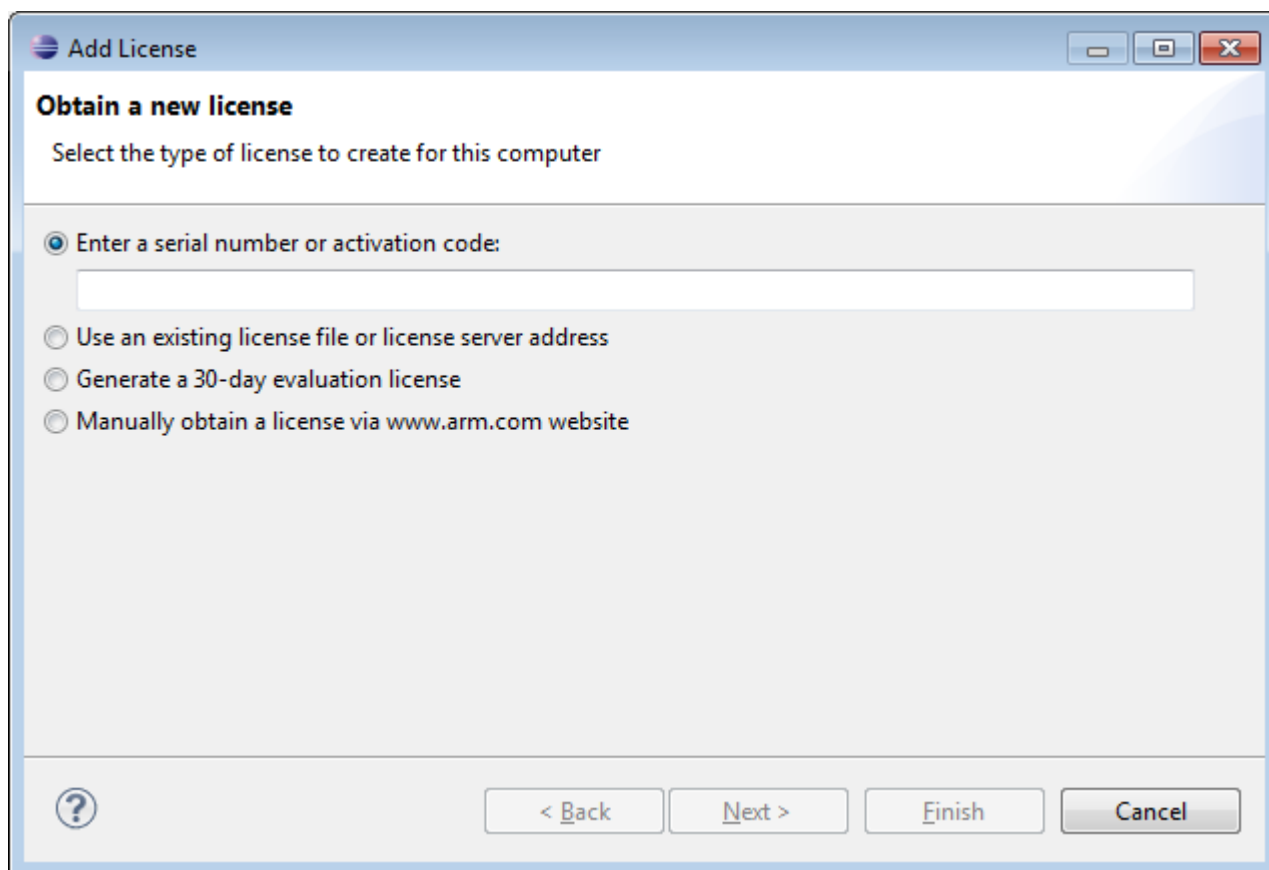 Add License
Obtain a new license
Select the type of license to create for this computer
Enter a serial number or activation code:
Use an existing license file or license server address
Generate a 30-day evaluation license
Manually obtain a license via www.arm.com website
? < Back Next > Finish Cancel